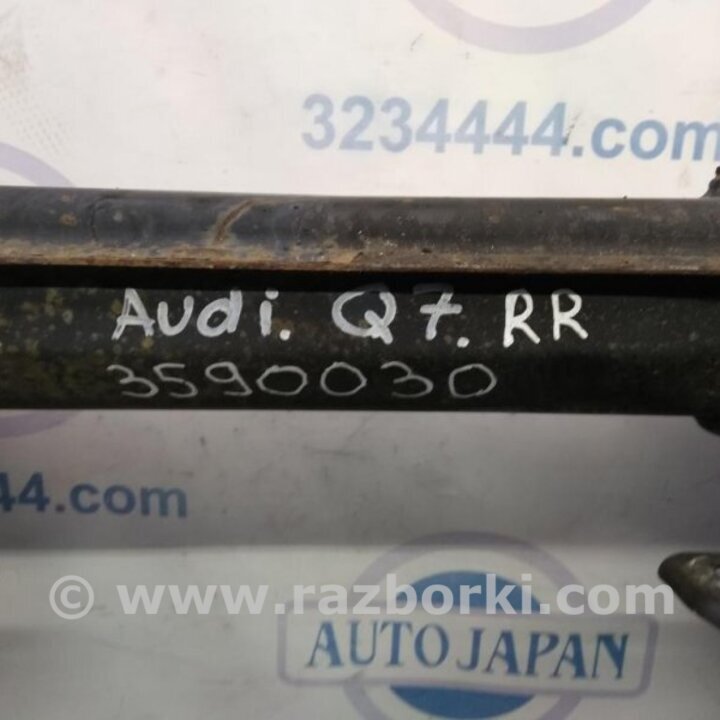 3234444.com.
Audi. Q7. RR
3590030
44.com
© www.razborki.com
AUTO JAPAN